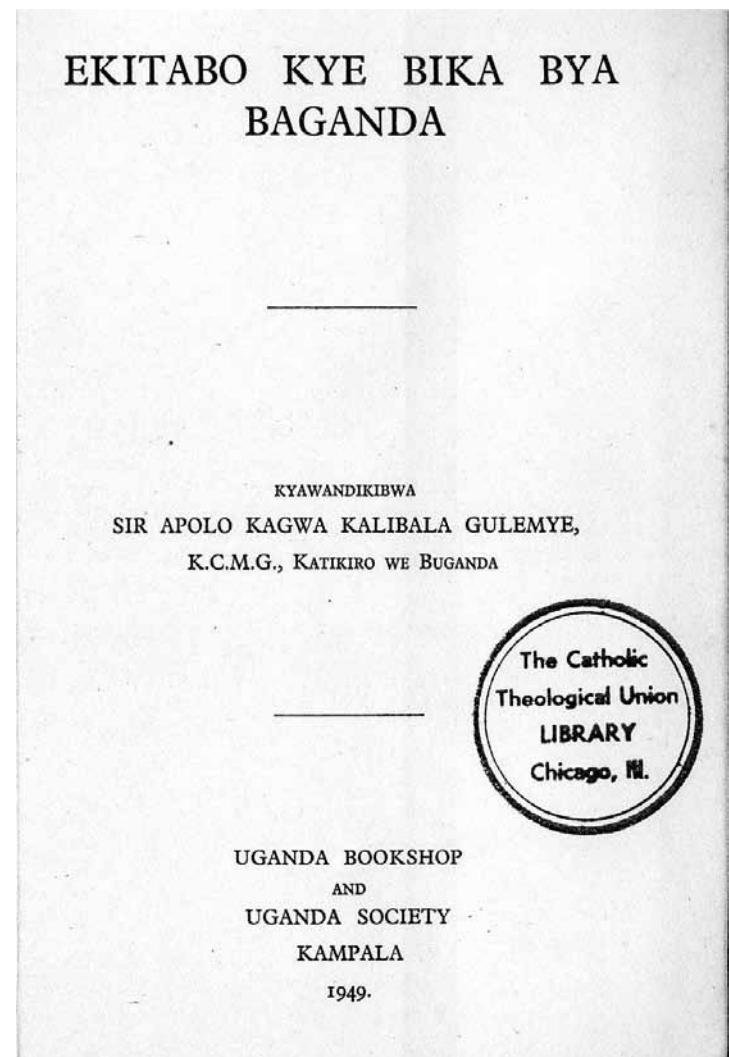 EKITABO KYE BIKA BYA
BAGANDA
KYAWANDIKIBWA
SIR APOLO KAGWA KALIBALA GULEMYE,
K.C.M.G., KATIKIRO WE BUGANDA
The Catholic
Theological Union
LIBRARY
Chicago, Ill.
UGANDA BOOKSHOP
AND
UGANDA SOCIETY
KAMPALA
1949.